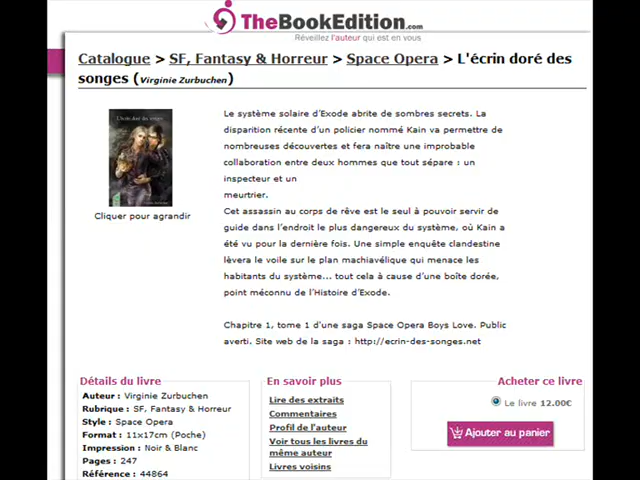 TheBookEdition.com
Réveillez l'auteur qui est en vous
Catalogue > SF, Fantasy & Horreur > Space Opera > L'écrin doré des
songes (Virginie Zurbuchen)
Le système solaire d'Exode abrite de sombres secrets. La
disparition récente d'un policier nommé Kain va permettre de
nombreuses découvertes et fera naître une improbable
collaboration entre deux hommes que tout sépare : un
inspecteur et un
meurtrier.
Cet assassin au corps de rêve est le seul à pouvoir servir de
guide dans l'endroit le plus dangereux du système, où Kain a
été vu pour la dernière fois. Une simple enquête clandestine
lèvera le voile sur le plan machiavélique qui menace les
habitants du système... tout cela à cause d'une boîte dorée,
point méconnu de l'Histoire d'Exode.
Chapitre 1, tome 1 d'une saga Space Opera Boys Love. Public
averti. Site web de la saga : http://ecrin-des-songes.net
L'écrin doré des songes
Cliquer pour agrandir
Détails du livre
Auteur : Virginie Zurbuchen
Rubrique : SF, Fantasy & Horreur
Style : Space Opera
Format : 11x17cm (Poche)
Impression : Noir & Blanc
Pages : 247
Référence : 44864
En savoir plus
Lire des extraits
Commentaires
Profil de l'auteur
Voir tous les livres du
même auteur
Livres voisins
Acheter ce livre
Le livre 12.00€
Ajouter au panier